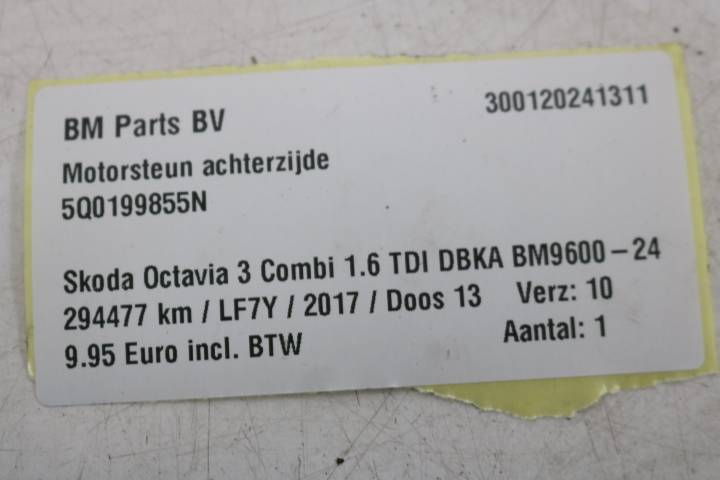 BM Parts BV 300120241311
Motorsteun achterzijde
5Q0199855N
Skoda Octavia 3 Combi 1.6 TDI DBKA BM9600-24
294477 km / LF7Y / 2017 / Doos 13 Verz: 10
9.95 Euro incl. BTW Aantal: 1